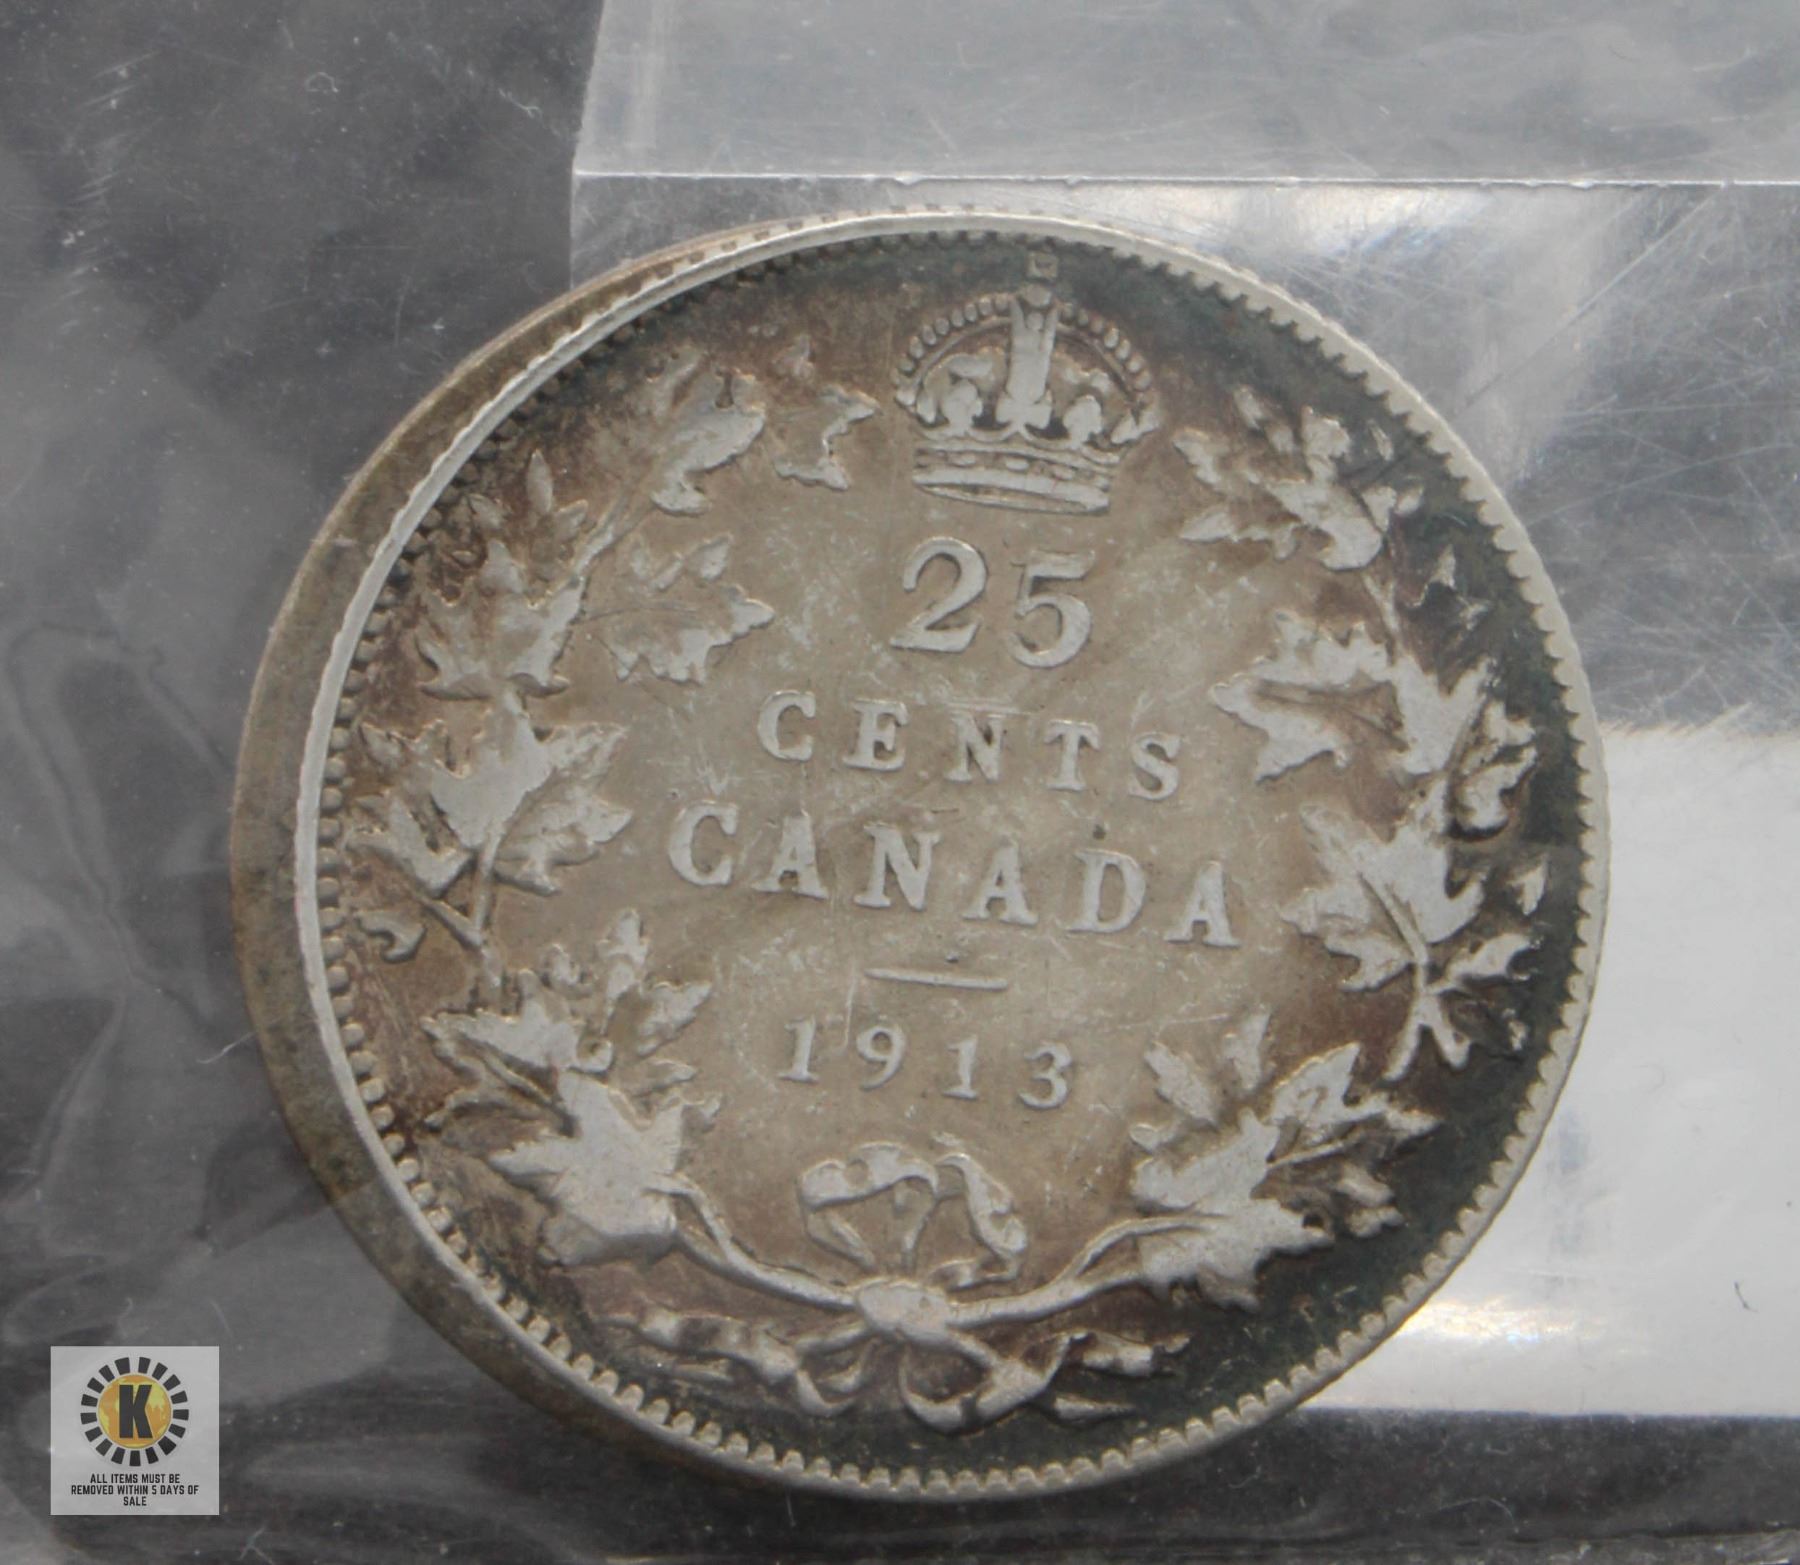 25
CENTS
CANADA
1913
K
ALL ITEMS MUST BE
REMOVED WITHIN 5 DAYS OF
SALE